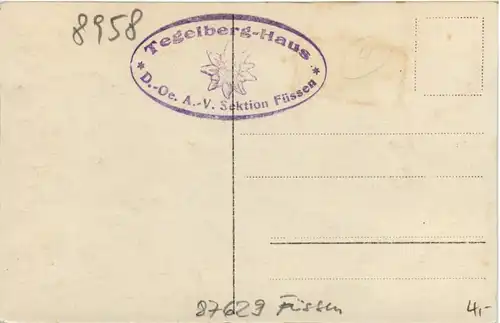 8958
Tegelberg-Haus
* D.-Oe. A.-V. Sektion Füssen *
87629 Füssen
4,-